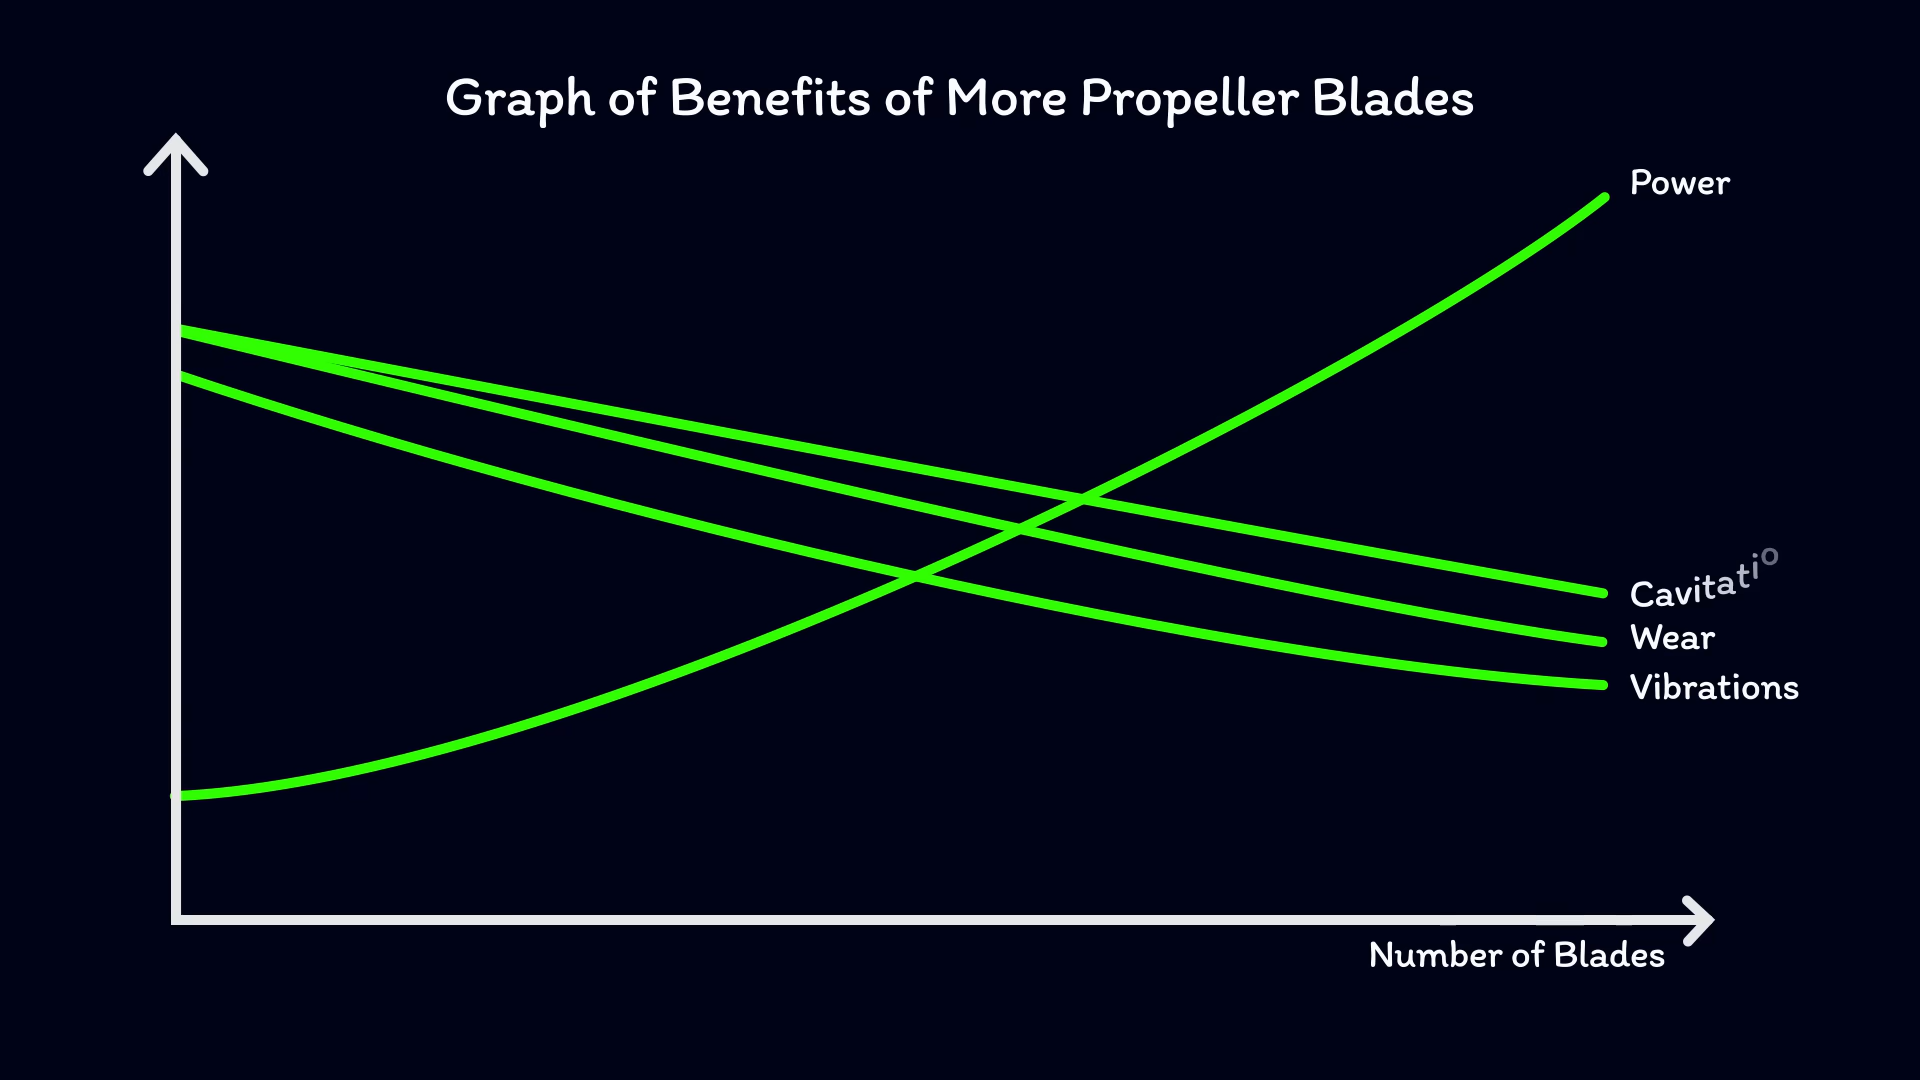 Graph of Benefits of More Propeller Blades
Power
Cavitatio
Wear
Vibrations
Number of Blades